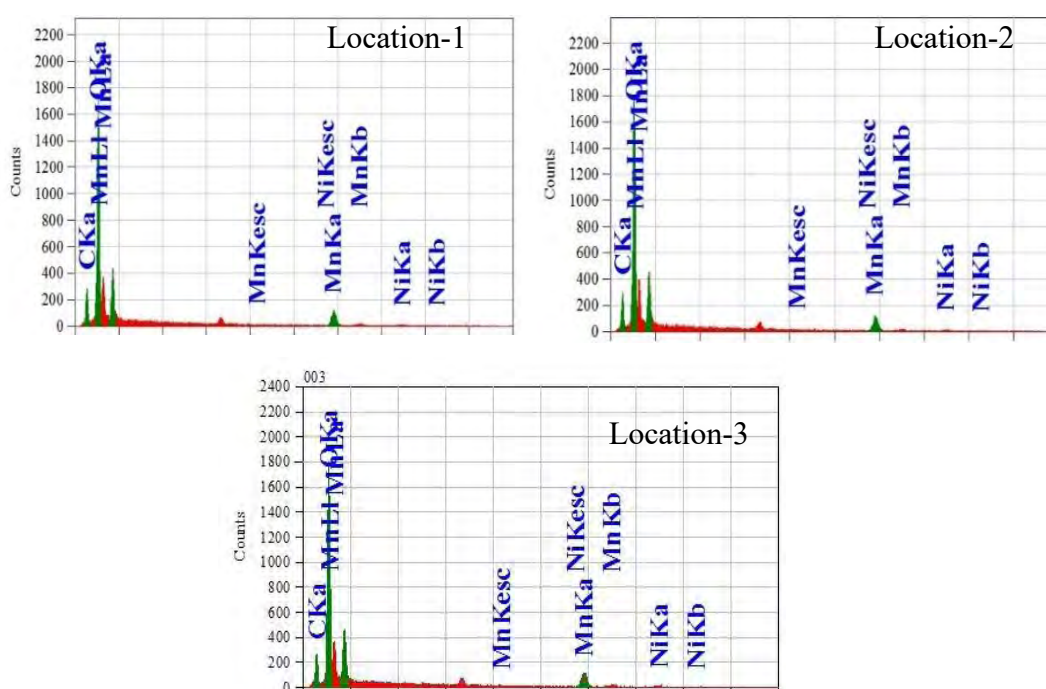 Location-1
2200
2000
1800
1600
1400
1200
1000
800
600
400
200
0
Counts
CKa
MnLl
OKa
MnLa
MnKesc
NiKesc
MnKa
MnKb
NiKa
NiKb
Location-2
2200
2000
1800
1600
1400
1200
1000
800
600
400
200
0
Counts
CKa
MnLl
OKa
MnLa
MnKesc
NiKesc
MnKa
MnKb
NiKa
NiKb
003
Location-3
2400
2200
2000
1800
1600
1400
1200
1000
800
600
400
200
0
Counts
CKa
MnLl
OKa
MnLa
MnKesc
NiKesc
MnKa
MnKb
NiKa
NiKb